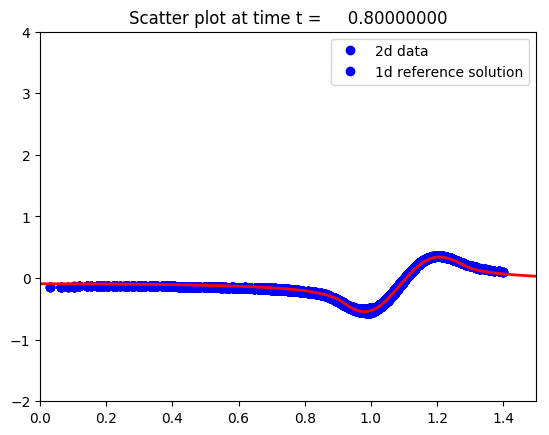 Scatter plot at time t =     0.80000000
2d data
1d reference solution
4
3
2
1
0
−1
−2
0.0 0.2 0.4 0.6 0.8 1.0 1.2 1.4